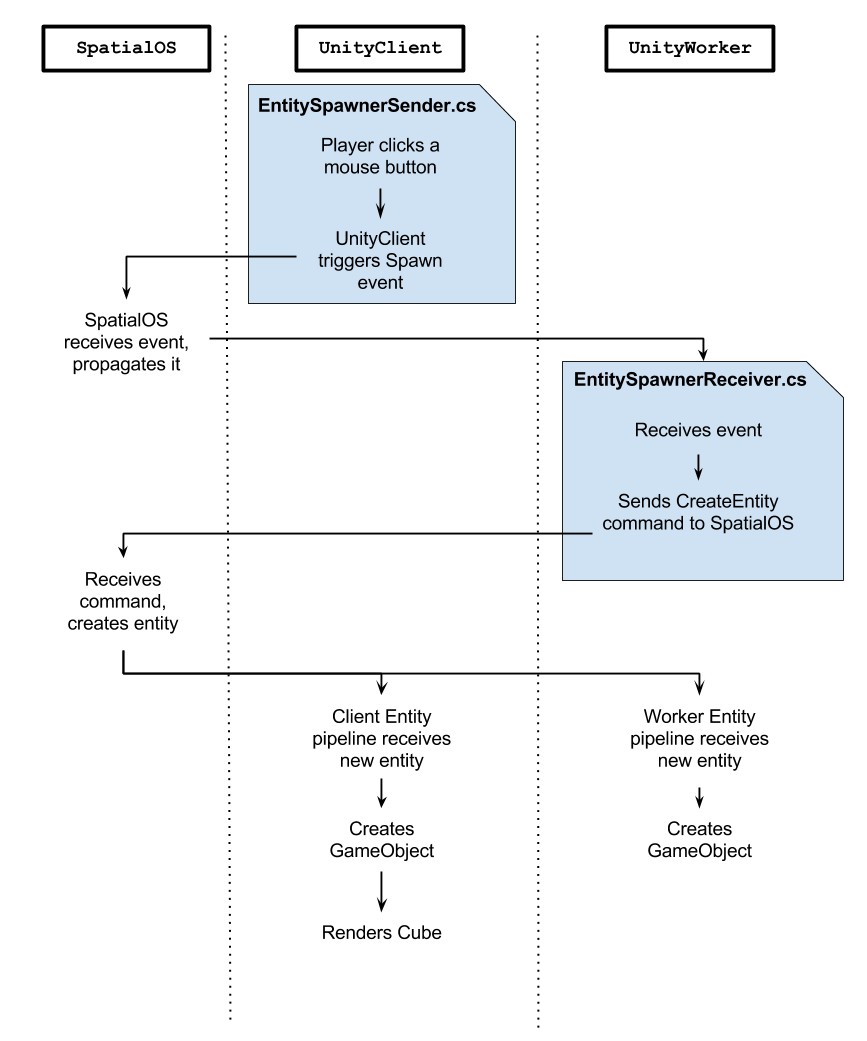 SpatialOS
UnityClient
UnityWorker
EntitySpawnerSender.cs
Player clicks a
mouse button
UnityClient
triggers Spawn
event
SpatialOS
receives event,
propagates it
EntitySpawnerReceiver.cs
Receives event
Sends CreateEntity
command to SpatialOS
Receives
command,
creates entity
Client Entity
pipeline receives
new entity
Worker Entity
pipeline receives
new entity
Creates
GameObject
Creates
GameObject
Renders Cube